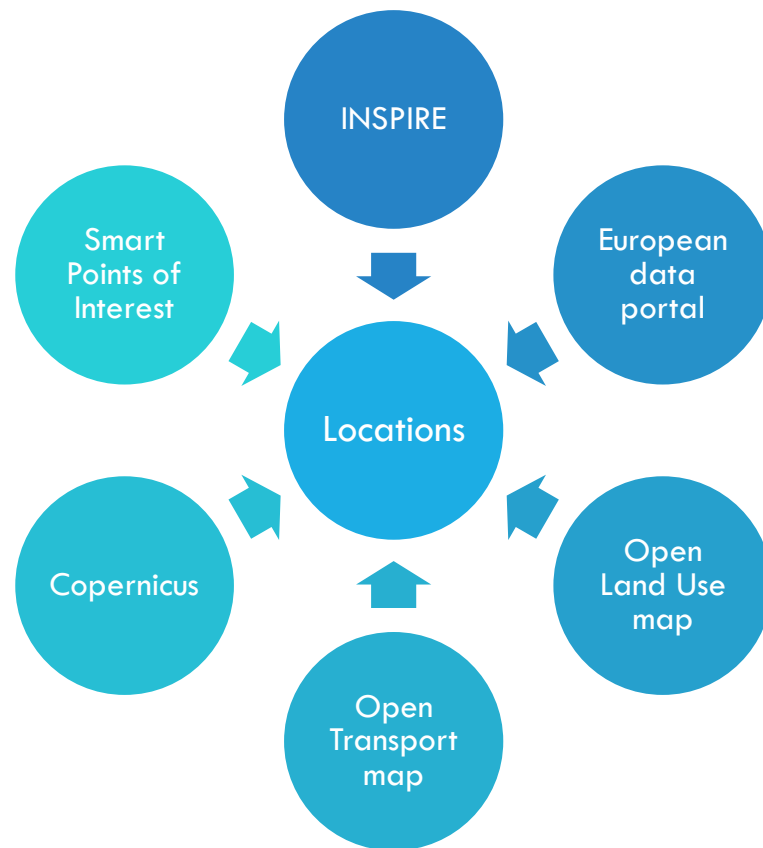 INSPIRE
Smart
Points of
Interest
European
data
portal
Locations
Copernicus
Open
Land Use
map
Open
Transport
map